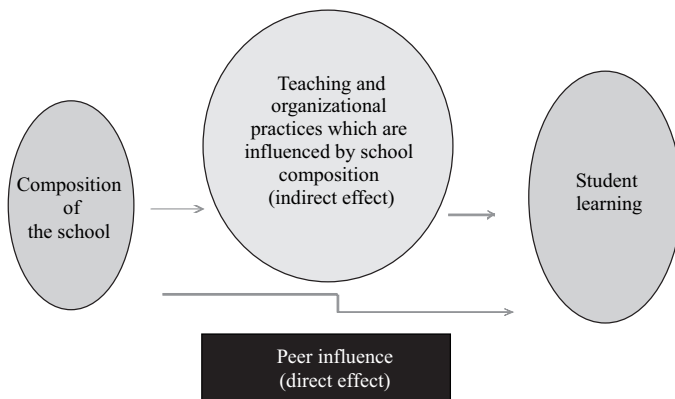 Composition
of
the school
Teaching and
organizational
practices which are
influenced by school
composition
(indirect effect)
Student
learning
Peer influence
(direct effect)